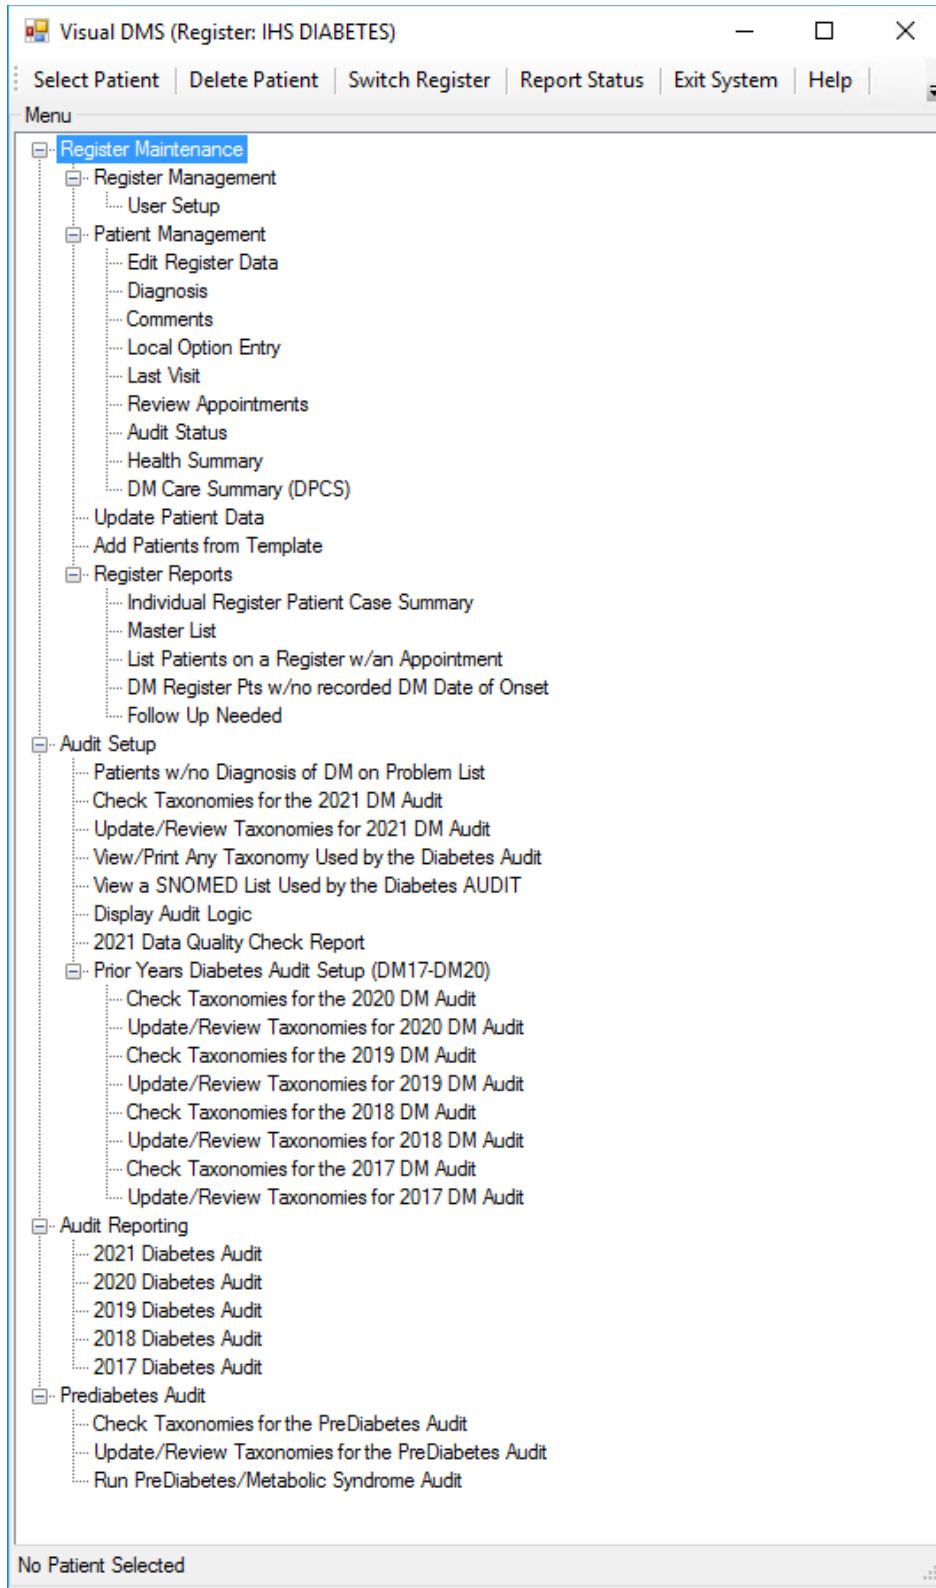 Visual DMS (Register: IHS DIABETES)
Select Patient Delete Patient Switch Register Report Status Exit System Help
Menu
Register Maintenance
Register Management
User Setup
Patient Management
Edit Register Data
Diagnosis
Comments
Local Option Entry
Last Visit
Review Appointments
Audit Status
Health Summary
DM Care Summary (DPCS)
Update Patient Data
Add Patients from Template
Register Reports
Individual Register Patient Case Summary
Master List
List Patients on a Register w/an Appointment
DM Register Pts w/no recorded DM Date of Onset
Follow Up Needed
Audit Setup
Patients w/no Diagnosis of DM on Problem List
Check Taxonomies for the 2021 DM Audit
Update/Review Taxonomies for 2021 DM Audit
View/Print Any Taxonomy Used by the Diabetes Audit
View a SNOMED List Used by the Diabetes AUDIT
Display Audit Logic
2021 Data Quality Check Report
Prior Years Diabetes Audit Setup (DM17-DM20)
Check Taxonomies for the 2020 DM Audit
Update/Review Taxonomies for 2020 DM Audit
Check Taxonomies for the 2019 DM Audit
Update/Review Taxonomies for 2019 DM Audit
Check Taxonomies for the 2018 DM Audit
Update/Review Taxonomies for 2018 DM Audit
Check Taxonomies for the 2017 DM Audit
Update/Review Taxonomies for 2017 DM Audit
Audit Reporting
2021 Diabetes Audit
2020 Diabetes Audit
2019 Diabetes Audit
2018 Diabetes Audit
2017 Diabetes Audit
Prediabetes Audit
Check Taxonomies for the PreDiabetes Audit
Update/Review Taxonomies for the PreDiabetes Audit
Run PreDiabetes/Metabolic Syndrome Audit
No Patient Selected